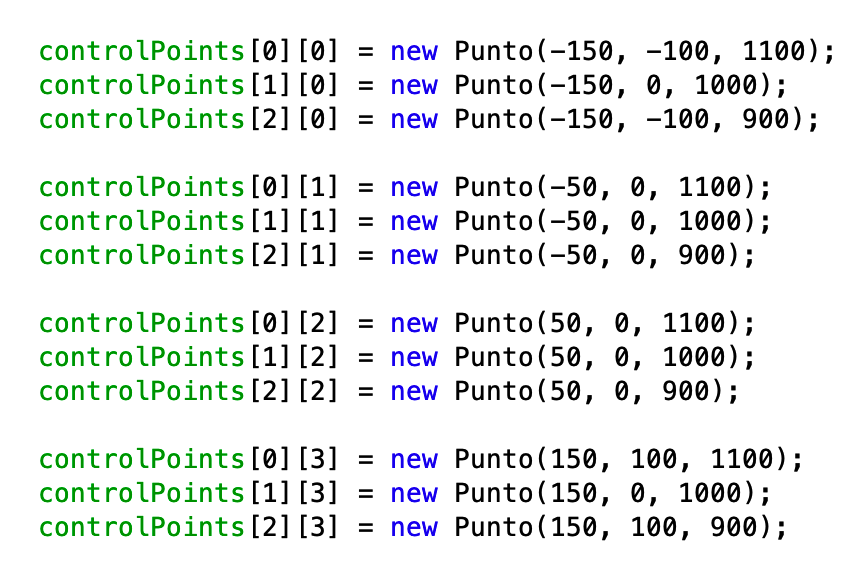 controlPoints[0][0] = new Punto(-150, -100, 1100);
controlPoints[1][0] = new Punto(-150, 0, 1000);
controlPoints[2][0] = new Punto(-150, -100, 900);
controlPoints[0][1] = new Punto(-50, 0, 1100);
controlPoints[1][1] = new Punto(-50, 0, 1000);
controlPoints[2][1] = new Punto(-50, 0, 900);
controlPoints[0][2] = new Punto(50, 0, 1100);
controlPoints[1][2] = new Punto(50, 0, 1000);
controlPoints[2][2] = new Punto(50, 0, 900);
controlPoints[0][3] = new Punto(150, 100, 1100);
controlPoints[1][3] = new Punto(150, 0, 1000);
controlPoints[2][3] = new Punto(150, 100, 900);